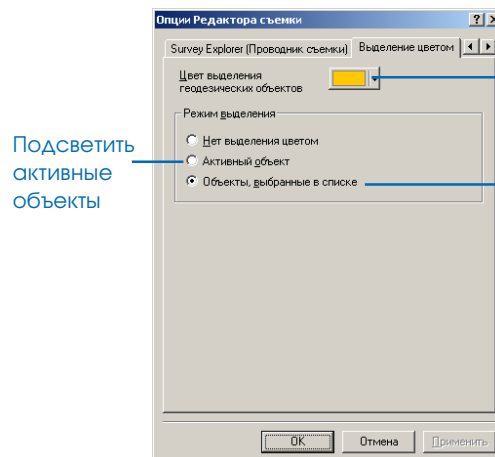 Опции Редактора съемки
Survey Explorer (Проводник съемки) Выделение цветом
Цвет выделения
геодезических объектов
Режим выделения
Нет выделения цветом
Активный объект
Объекты, выбранные в списке
Подсветить
активные
объекты
OK Отмена Применить